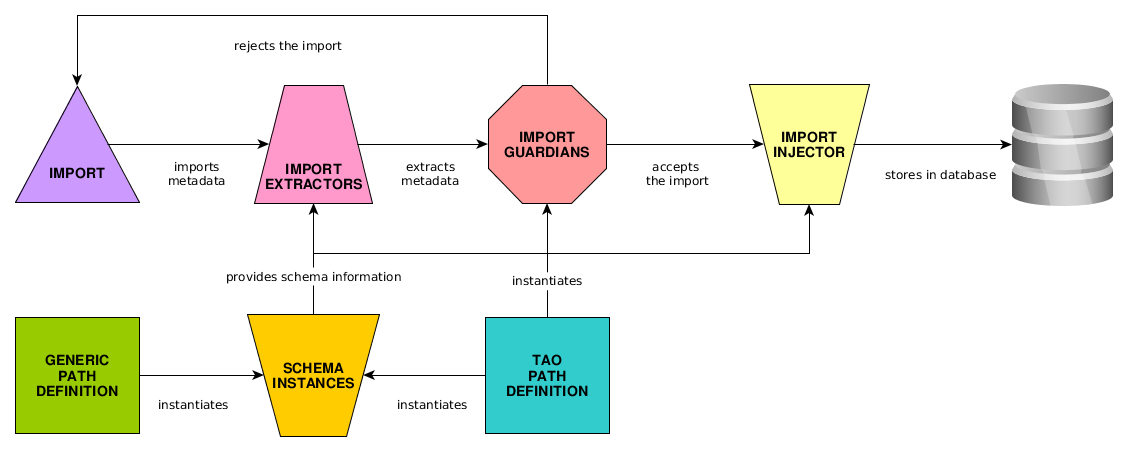 rejects the import
IMPORT
imports
metadata
IMPORT
EXTRACTORS
extracts
metadata
IMPORT
GUARDIANS
accepts
the import
IMPORT
INJECTOR
stores in database
provides schema information
instantiates
GENERIC
PATH
DEFINITION
instantiates
SCHEMA
INSTANCES
instantiates
TAO
PATH
DEFINITION